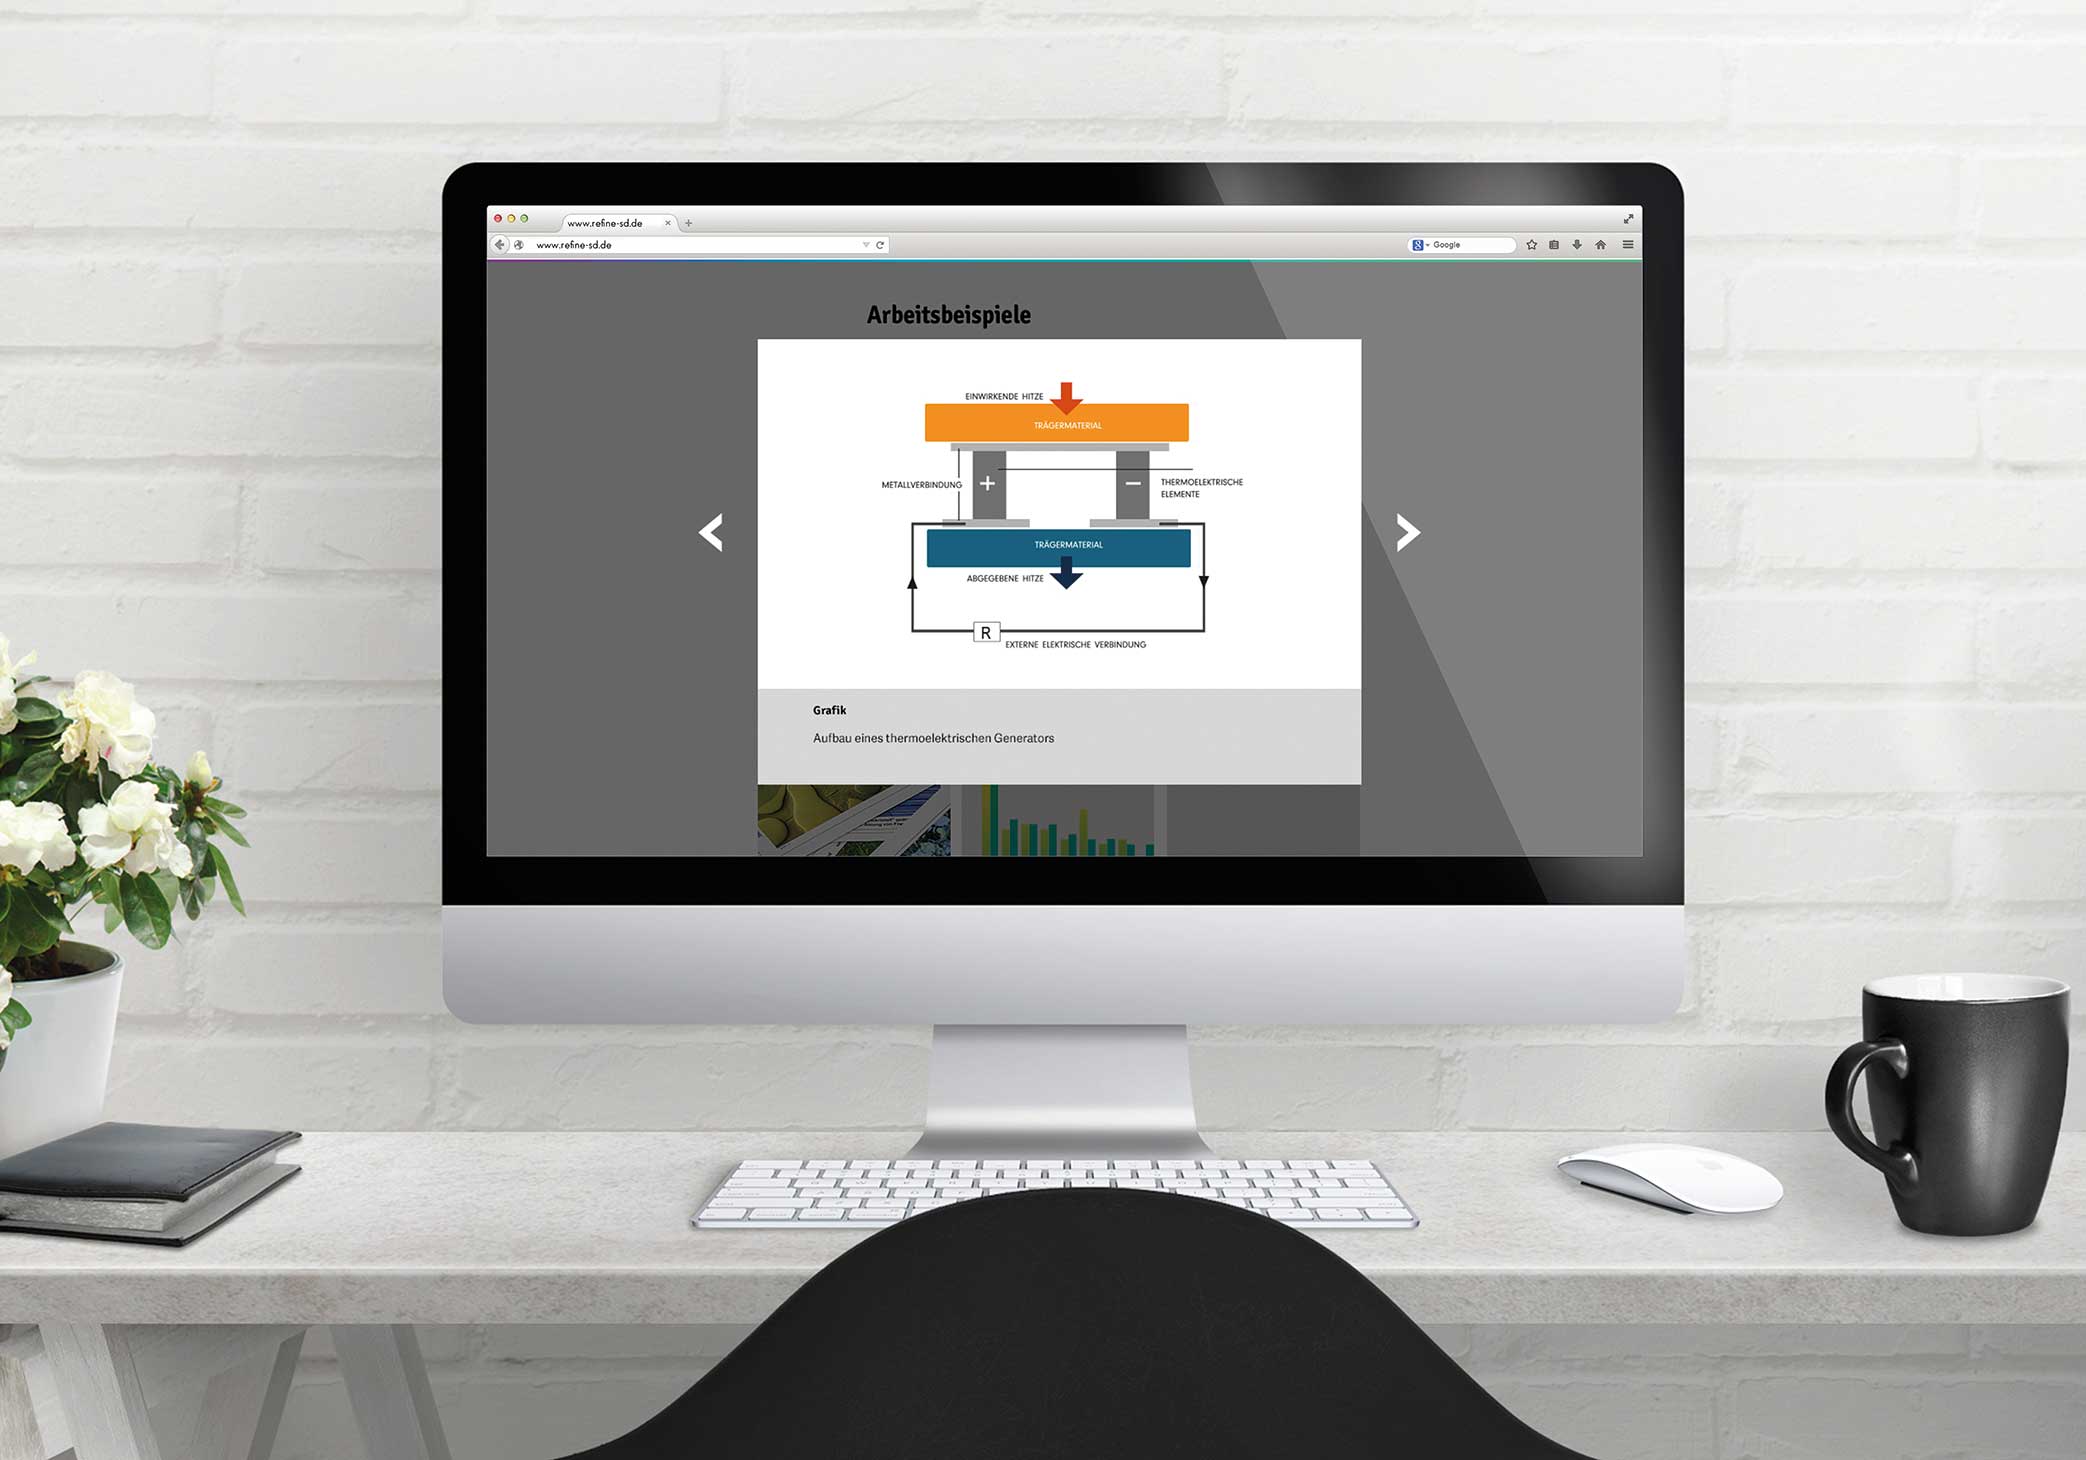 www.refine-sd.de
www.refine-sd.de
Google
Arbeitsbeispiele
EINWIRKENDE HITZE
TRÄGERMATERIAL
METALLVERBINDUNG
+
−
THERMOELEKTRISCHE
ELEMENTE
TRÄGERMATERIAL
ABGEGEBENE HITZE
R
EXTERNE ELEKTRISCHE VERBINDUNG
Grafik
Aufbau eines thermoelektrischen Generators